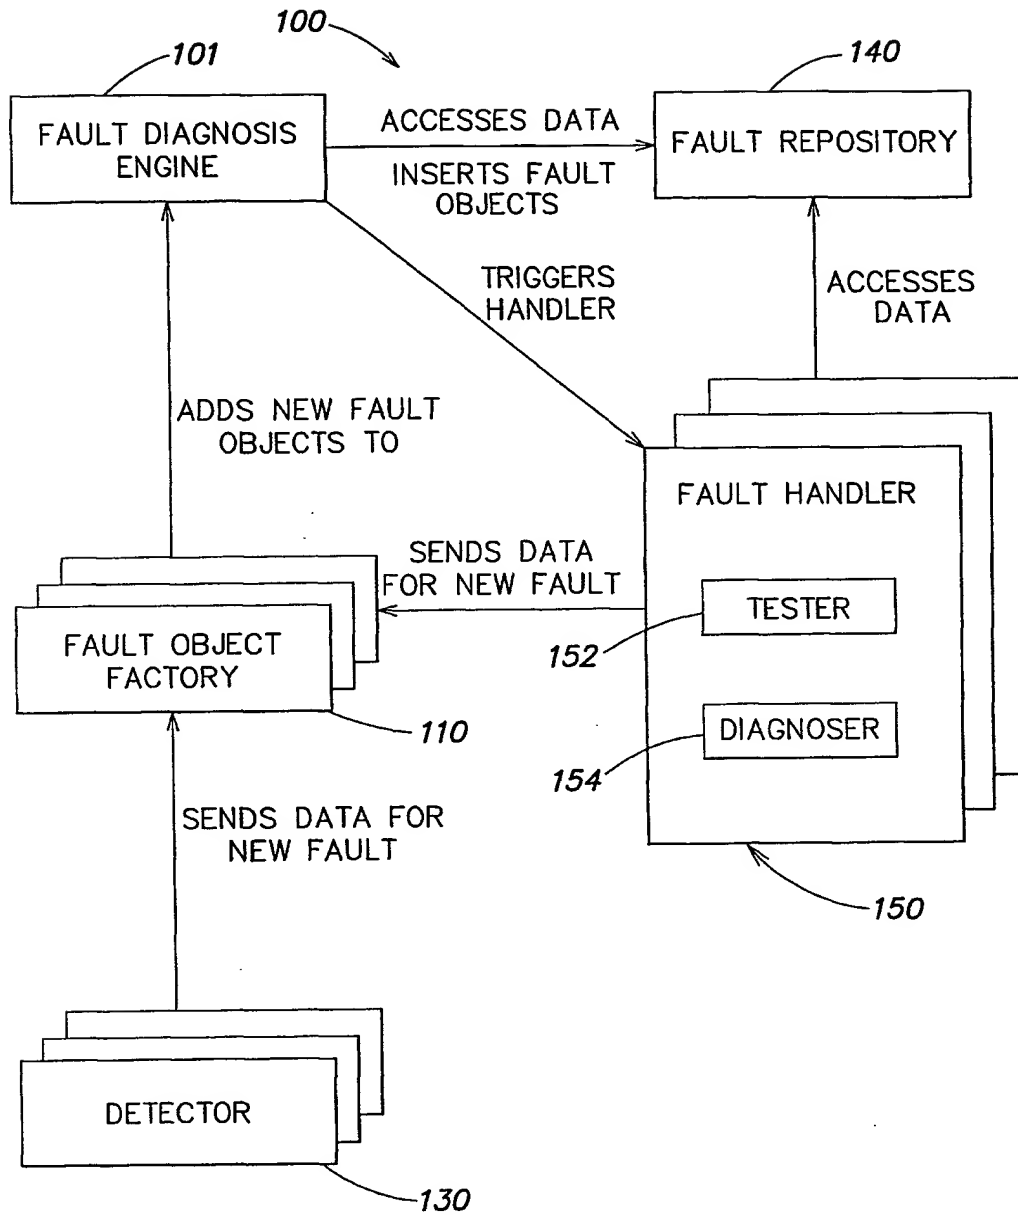 100
101
140
FAULT DIAGNOSIS
ENGINE
ACCESSES DATA
INSERTS FAULT
OBJECTS
FAULT REPOSITORY
TRIGGERS
HANDLER
ACCESSES
DATA
ADDS NEW FAULT
OBJECTS TO
FAULT HANDLER
SENDS DATA
FOR NEW FAULT
TESTER
152
FAULT OBJECT
FACTORY
110
DIAGNOSER
154
SENDS DATA FOR
NEW FAULT
150
DETECTOR
130